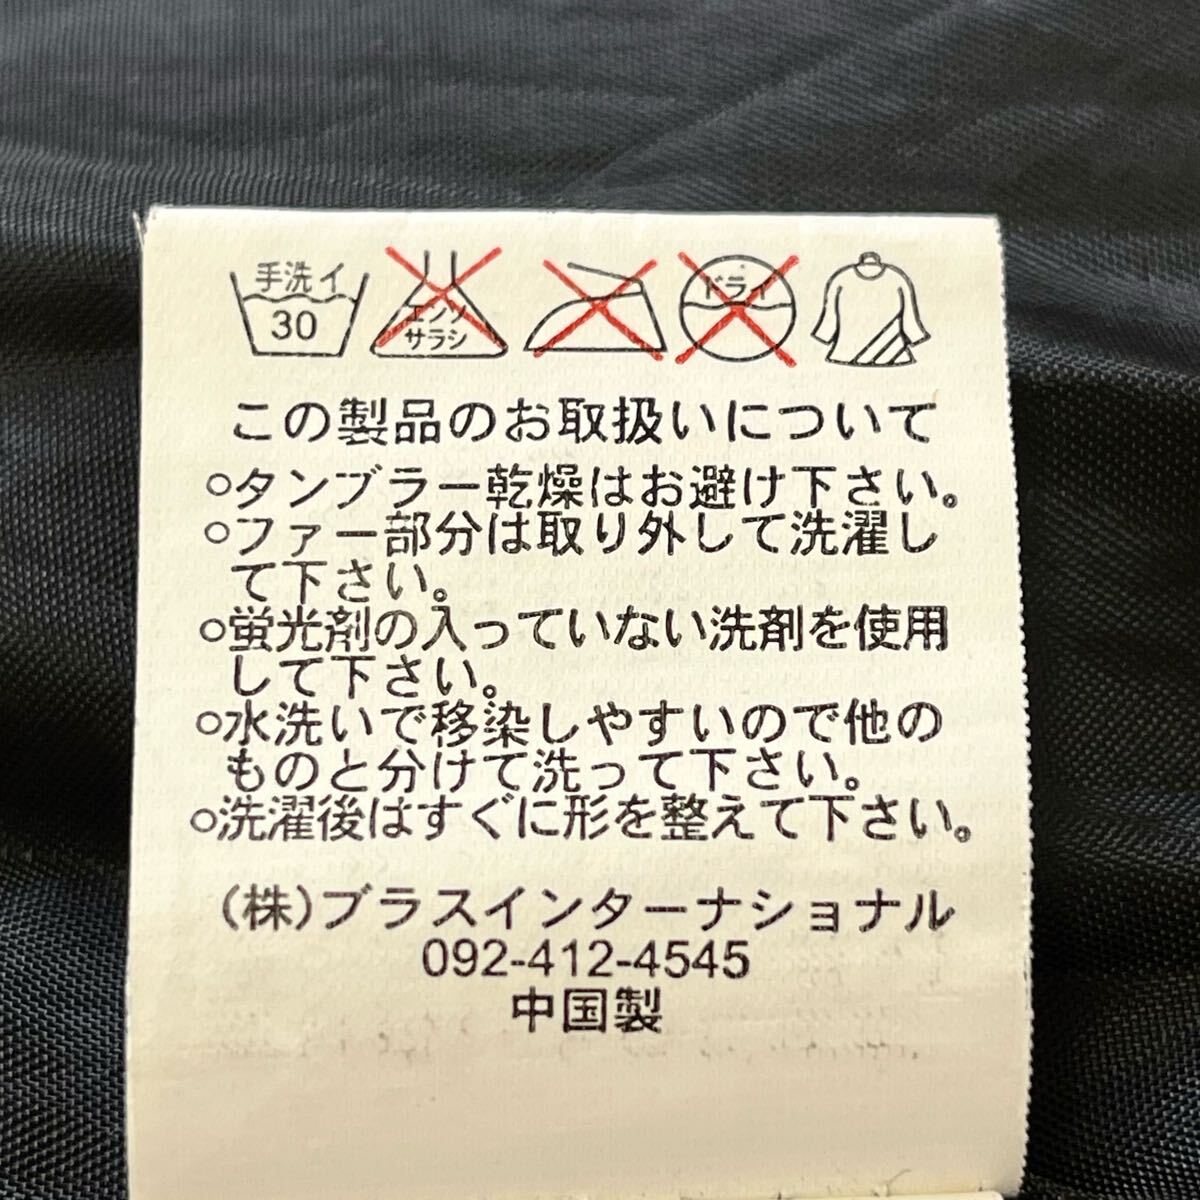 手洗イ エンソ ドライ
30 サラシ
この製品のお取扱いについて
○タンブラー乾燥はお避け下さい。
○ファー部分は取り外して洗濯し
て下さい。
○蛍光剤の入っていない洗剤を使用
して下さい。
○水洗いで移染しやすいので他の
ものと分けて洗って下さい。
○洗濯後はすぐに形を整えて下さい。
(株)ブラスインターナショナル
092-412-4545
中国製